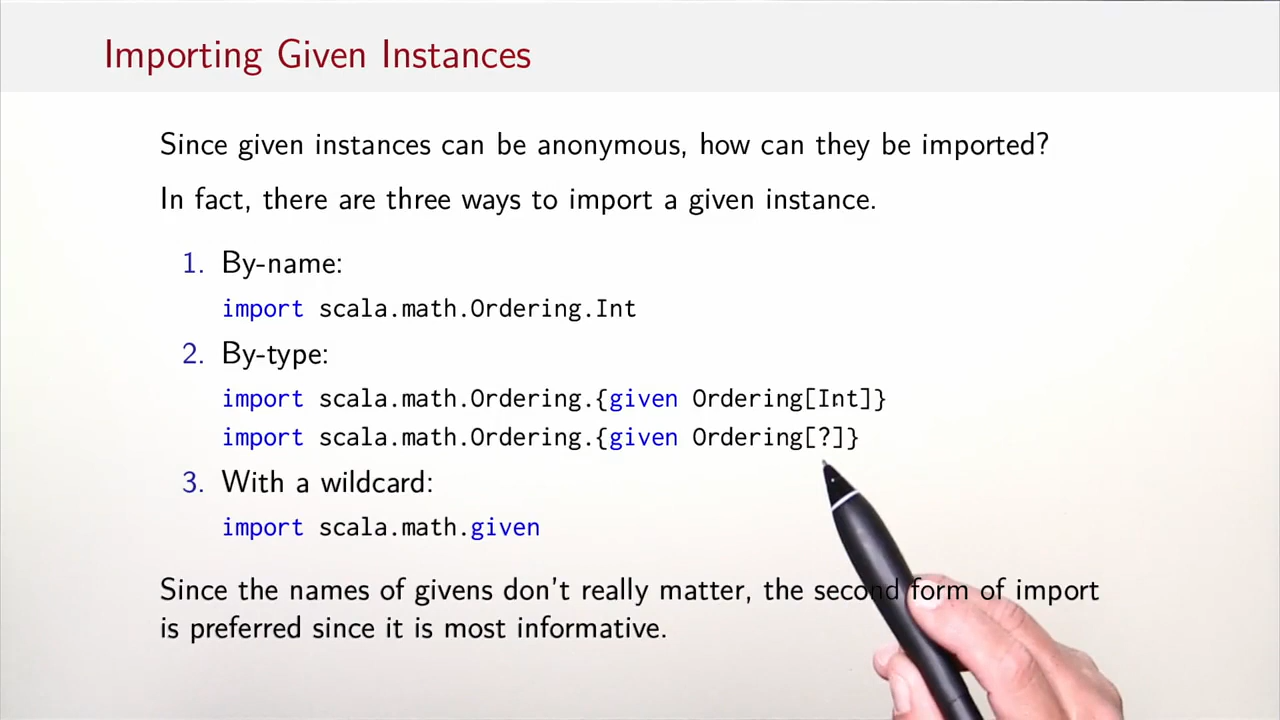 Importing Given Instances
Since given instances can be anonymous, how can they be imported?
In fact, there are three ways to import a given instance.
1. By-name:
import scala.math.Ordering.Int
2. By-type:
import scala.math.Ordering.{given Ordering[Int]}
import scala.math.Ordering.{given Ordering[?]}
3. With a wildcard:
import scala.math.given
Since the names of givens don't really matter, the second form of import
is preferred since it is most informative.